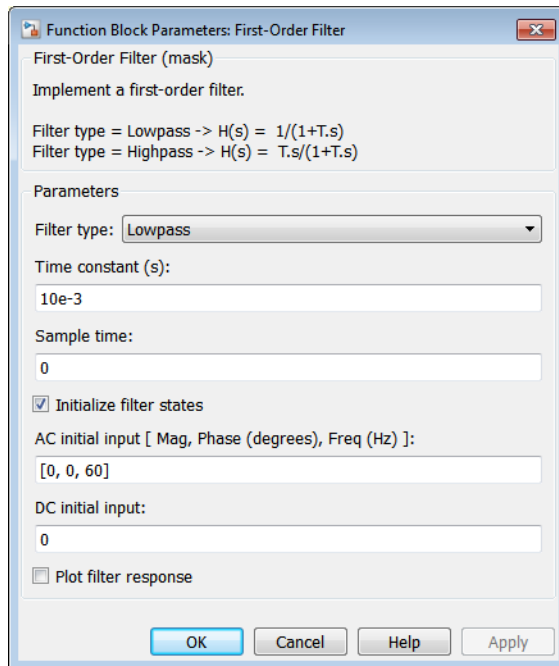 Function Block Parameters: First-Order Filter
First-Order Filter (mask)
Implement a first-order filter.
Filter type = Lowpass -> H(s) = 1/(1+T.s)
Filter type = Highpass -> H(s) = T.s/(1+T.s)
Parameters
Filter type: Lowpass
Time constant (s):
10e-3
Sample time:
0
Initialize filter states
AC initial input [ Mag, Phase (degrees), Freq (Hz) ]:
[0, 0, 60]
DC initial input:
0
Plot filter response
OK Cancel Help Apply